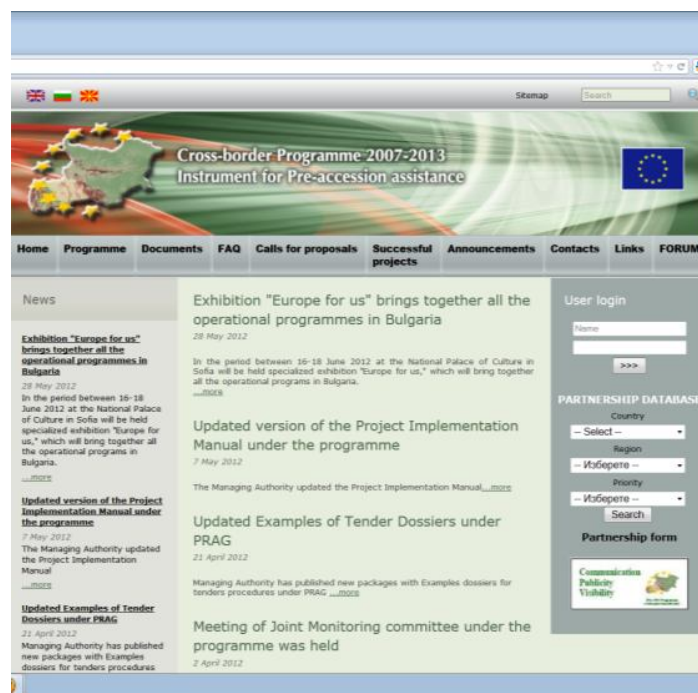 Sitemap
Search
Cross-border Programme 2007-2013
Instrument for Pre-accession assistance
Home Programme Documents FAQ Calls for proposals Successful projects Announcements Contacts Links FORUM
News
Exhibition "Europe for us"
brings together all the
operational programmes in
Bulgaria
28 May 2012
In the period between 16-18
June 2012 at the National Palace
of Culture in Sofia will be held
specialized exhibition "Europe for
us," which will bring together all
the operational programs in
Bulgaria.
...more
Updated version of the Project
Implementation Manual under
the programme
7 May 2012
The Managing Authority updated
the Project Implementation
Manual
...more
Updated Examples of Tender
Dossiers under PRAG
21 April 2012
Managing Authority has published
new packages with Examples
dossiers for tenders procedures
Exhibition "Europe for us" brings together all the
operational programmes in Bulgaria
28 May 2012
In the period between 16-18 June 2012 at the National Palace of Culture in
Sofia will be held specialized exhibition "Europe for us," which will bring together
all the operational programs in Bulgaria.
...more
Updated version of the Project Implementation
Manual under the programme
7 May 2012
The Managing Authority updated the Project Implementation Manual...more
Updated Examples of Tender Dossiers under
PRAG
21 April 2012
Managing Authority has published new packages with Examples dossiers for
tenders procedures under PRAG ...more
Meeting of Joint Monitoring committee under the
programme was held
2 April 2012
User login
Name
>>>
PARTNERSHIP DATABASE
Country
-- Select --
Region
-- Изберете --
Priority
-- Изберете --
Search
Partnership form
Communication
Publicity
Visibility